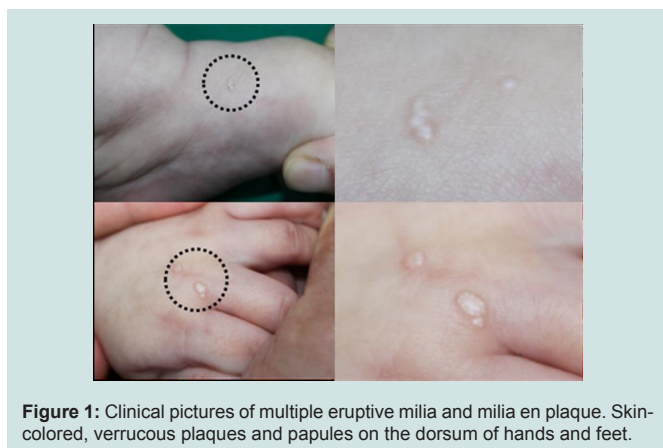 Figure 1: Clinical pictures of multiple eruptive milia and milia en plaque. Skin-
colored, verrucous plaques and papules on the dorsum of hands and feet.